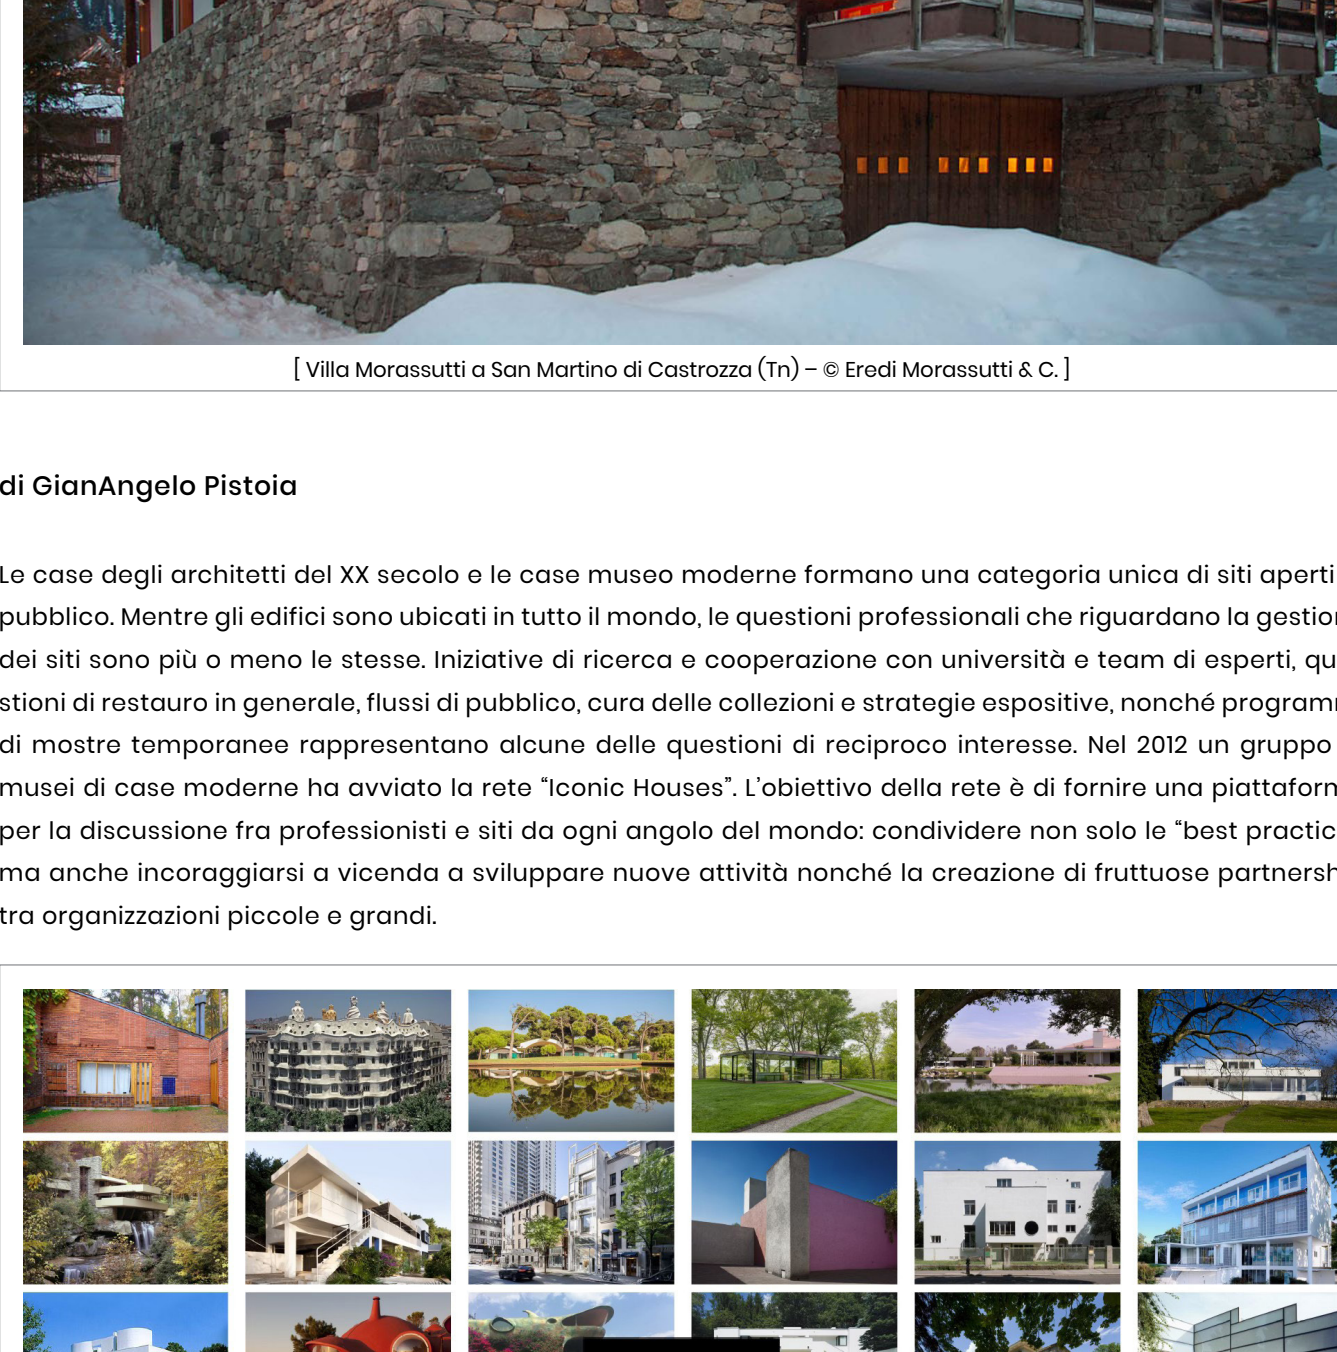 [ Villa Morassutti a San Martino di Castrozza (Tn) – © Eredi Morassutti & C. ]
di GianAngelo Pistoia
Le case degli architetti del XX secolo e le case museo moderne formano una categoria unica di siti aperti
pubblico. Mentre gli edifici sono ubicati in tutto il mondo, le questioni professionali che riguardano la gestion
dei siti sono più o meno le stesse. Iniziative di ricerca e cooperazione con università e team di esperti, qu
stioni di restauro in generale, flussi di pubblico, cura delle collezioni e strategie espositive, nonché program
di mostre temporanee rappresentano alcune delle questioni di reciproco interesse. Nel 2012 un gruppo
musei di case moderne ha avviato la rete “Iconic Houses”. L’obiettivo della rete è di fornire una piattaform
per la discussione fra professionisti e siti da ogni angolo del mondo: condividere non solo le “best practic
ma anche incoraggiarsi a vicenda a sviluppare nuove attività nonché la creazione di fruttuose partnersh
tra organizzazioni piccole e grandi.